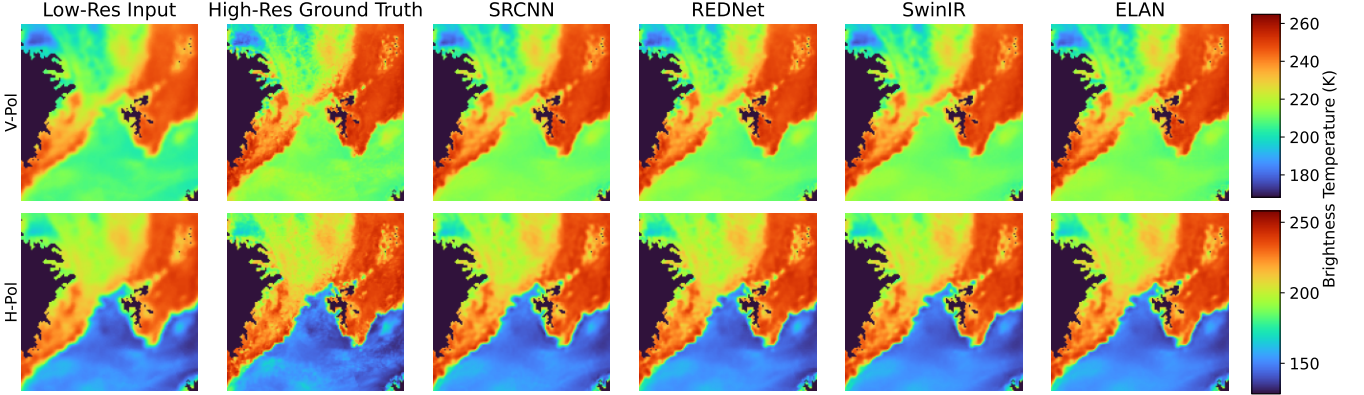 Low-Res Input High-Res Ground Truth SRCNN REDNet SwinIR ELAN
V-Pol
H-Pol
260
240
220
200
180
250
200
150
Brightness Temperature (K)